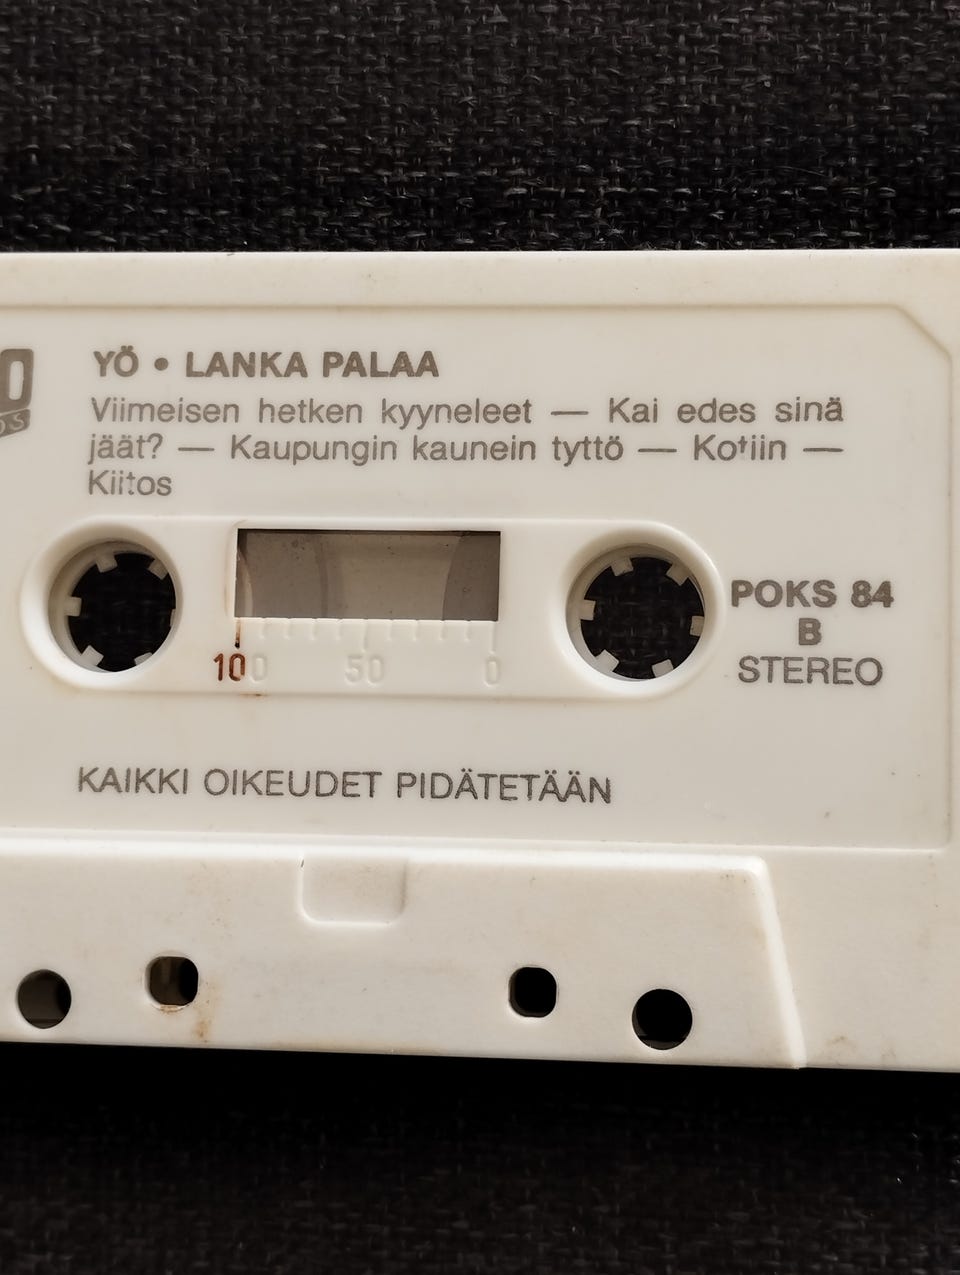 YÖ • LANKA PALAA
Viimeisen hetken kyyneleet — Kai edes sinä
jäät? — Kaupungin kaunein tyttö — Kotiin —
Kiitos
POKS 84
B
STEREO
100 50 0
KAIKKI OIKEUDET PIDÄTETÄÄN